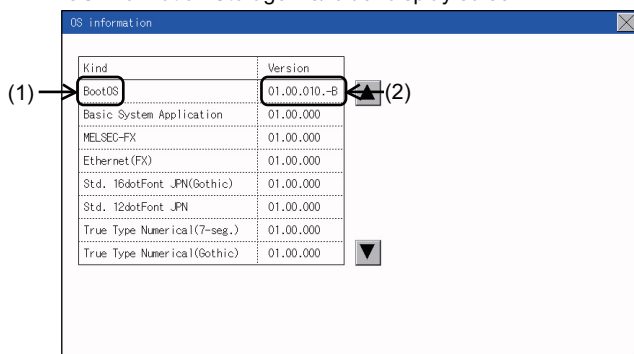 OS information
Kind Version
(1) BootOS 01.00.010.-B (2)
Basic System Application 01.00.000
MELSEC-FX 01.00.000
Ethernet(FX) 01.00.000
Std. 16dotFont JPN(Gothic) 01.00.000
Std. 12dotFont JPN 01.00.000
True Type Numerical(7-seg.) 01.00.000
True Type Numerical(Gothic) 01.00.000